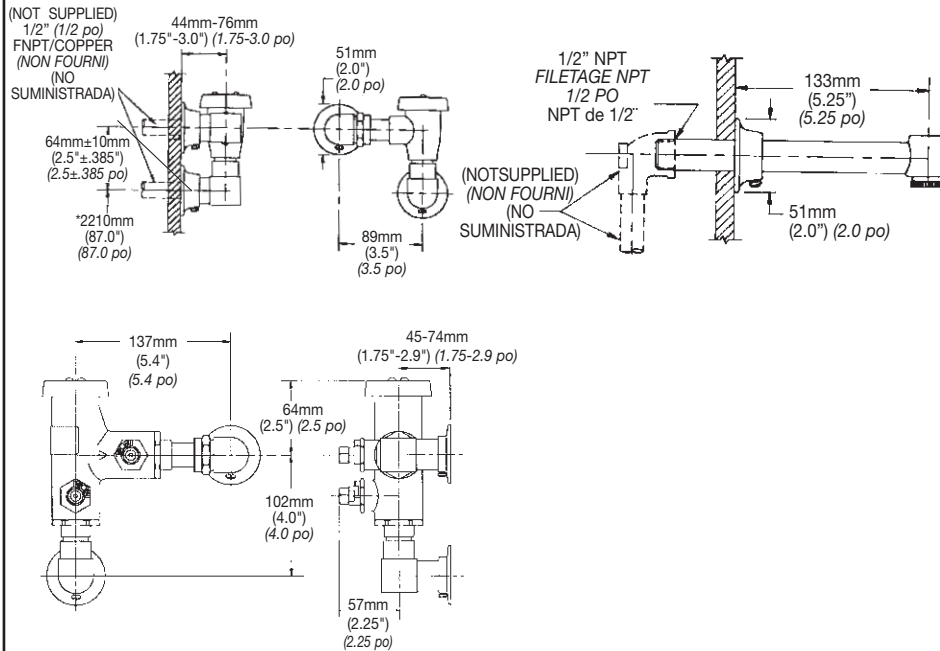 (NOT SUPPLIED)
1/2" (1/2 po)
FNPT/COPPER
(NON FOURNI)
(NO
SUMINISTRADA)
44mm-76mm
(1.75"-3.0") (1.75-3.0 po)
51mm
(2.0")
(2.0 po)
64mm±10mm
(2.5"±.385")
(2.5±.385 po)
*2210mm
(87.0")
(87.0 po)
89mm
(3.5")
(3.5 po)
1/2” NPT
FILETAGE NPT
1/2 PO
NPT de 1/2¨
133mm
(5.25”)
(5.25 po)
(NOTSUPPLIED)
(NON FOURNI)
(NO
SUMINISTRADA)
51mm
(2.0”) (2.0 po)
137mm
(5.4")
(5.4 po)
45-74mm
(1.75"-2.9") (1.75-2.9 po)
64mm
(2.5") (2.5 po)
102mm
(4.0")
(4.0 po)
57mm
(2.25")
(2.25 po)